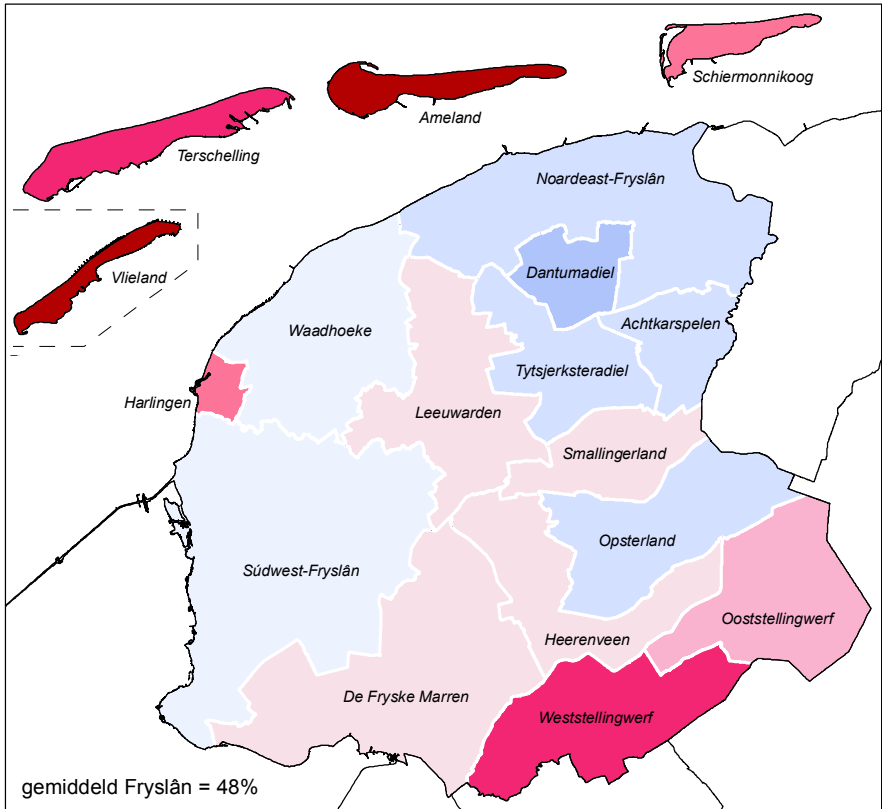 Schiermonnikoog
Ameland
Terschelling
Noardeast-Fryslân
Vlieland
Dantumadiel
Waadhoeke
Achtkarspelen
Tytsjerksteradiel
Harlingen
Leeuwarden
Smallingerland
Opsterland
Súdwest-Fryslân
Ooststellingwerf
Heerenveen
De Fryske Marren
Weststellingwerf
gemiddeld Fryslân = 48%